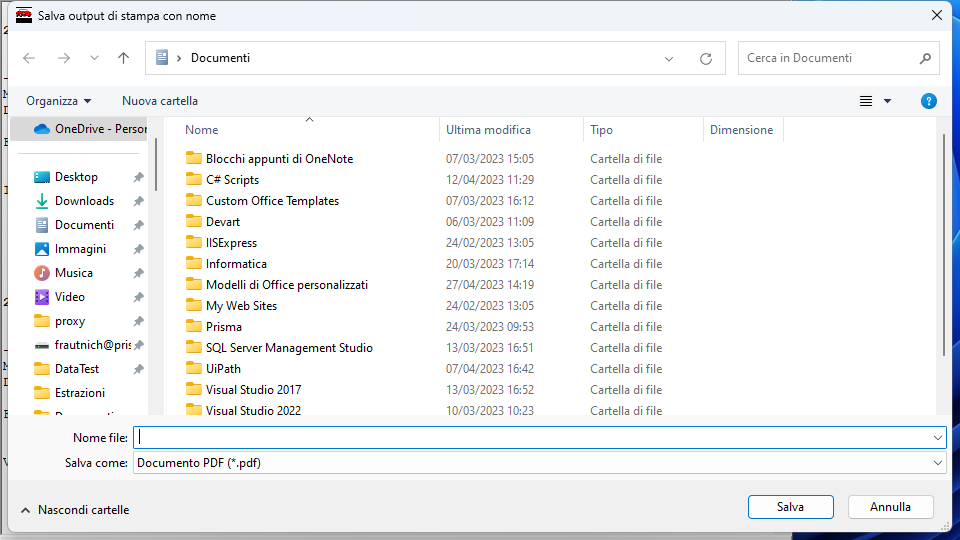 Salva output di stampa con nome
Documenti
Cerca in Documenti
Organizza
Nuova cartella
OneDrive - Person
Desktop
Downloads
Documenti
Immagini
Musica
Video
proxy
frautnich@pris
DataTest
Estrazioni
Nome Ultima modifica Tipo Dimensione
Blocchi appunti di OneNote 07/03/2023 15:05 Cartella di file
C# Scripts 12/04/2023 11:29 Cartella di file
Custom Office Templates 07/03/2023 16:12 Cartella di file
Devart 06/03/2023 11:09 Cartella di file
IISExpress 24/02/2023 13:05 Cartella di file
Informatica 20/03/2023 17:14 Cartella di file
Modelli di Office personalizzati 27/04/2023 14:19 Cartella di file
My Web Sites 24/02/2023 13:05 Cartella di file
Prisma 24/03/2023 09:53 Cartella di file
SQL Server Management Studio 13/03/2023 16:51 Cartella di file
UiPath 07/04/2023 16:42 Cartella di file
Visual Studio 2017 13/03/2023 16:52 Cartella di file
Visual Studio 2022 10/03/2023 10:23 Cartella di file
Nome file:
Salva come: Documento PDF (*.pdf)
Nascondi cartelle
Salva
Annulla